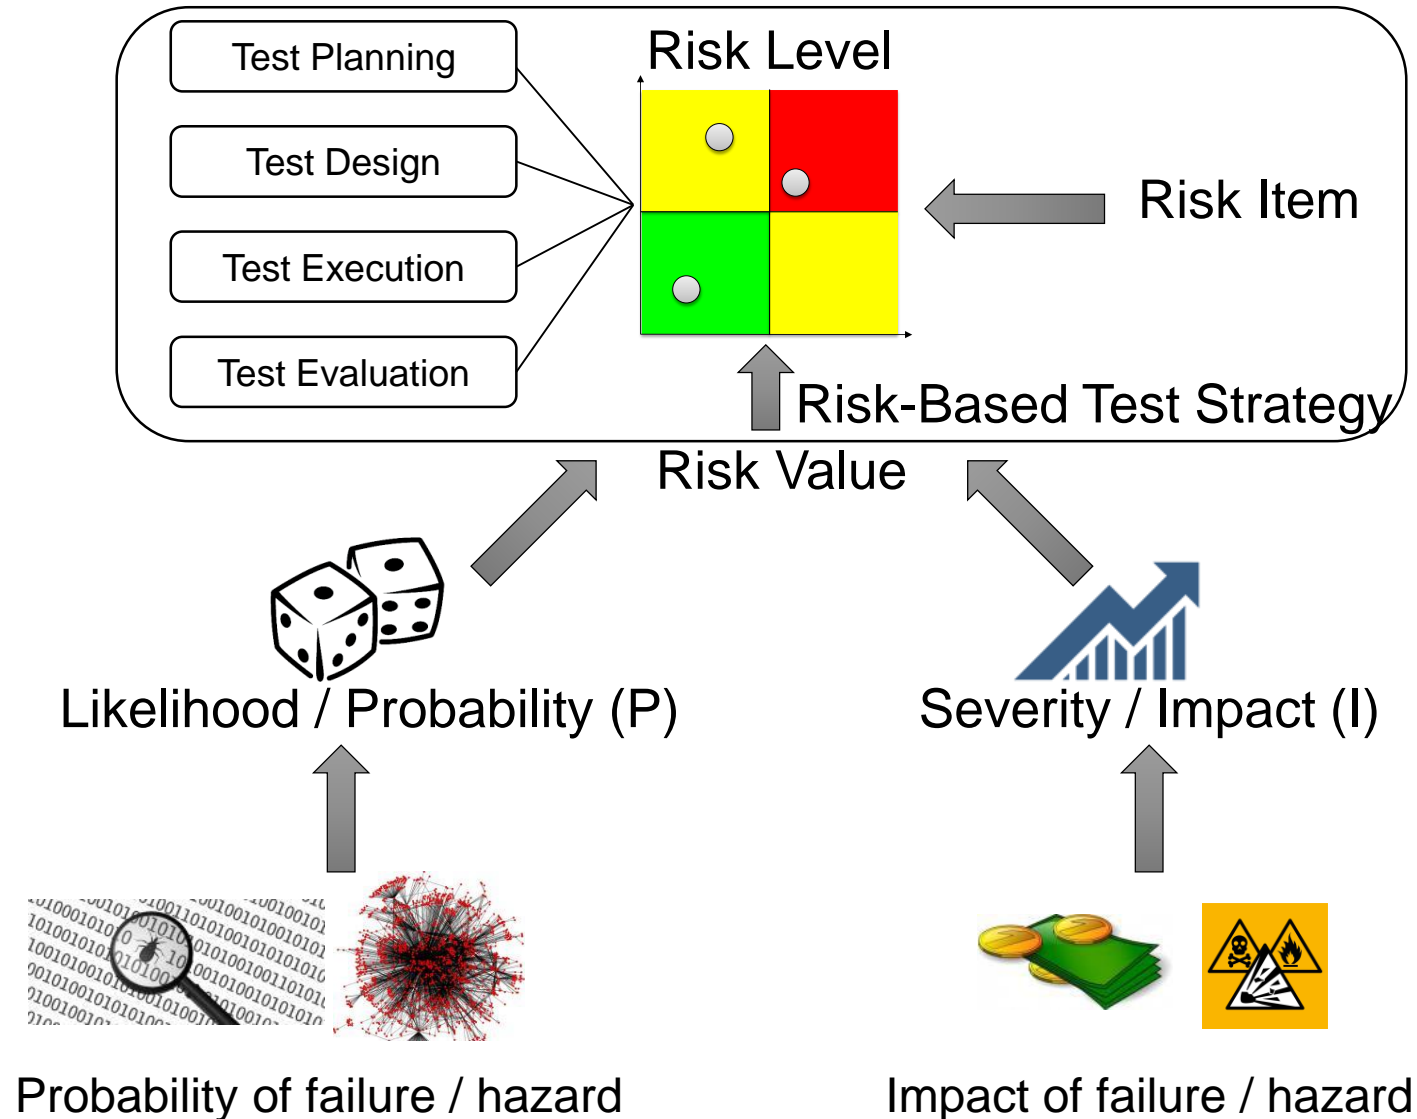 Test Planning
Risk Level
Test Design
Risk Item
Test Execution
Test Evaluation
Risk-Based Test Strategy
Risk Value
Likelihood / Probability (P)
Severity / Impact (I)
Probability of failure / hazard
Impact of failure / hazard